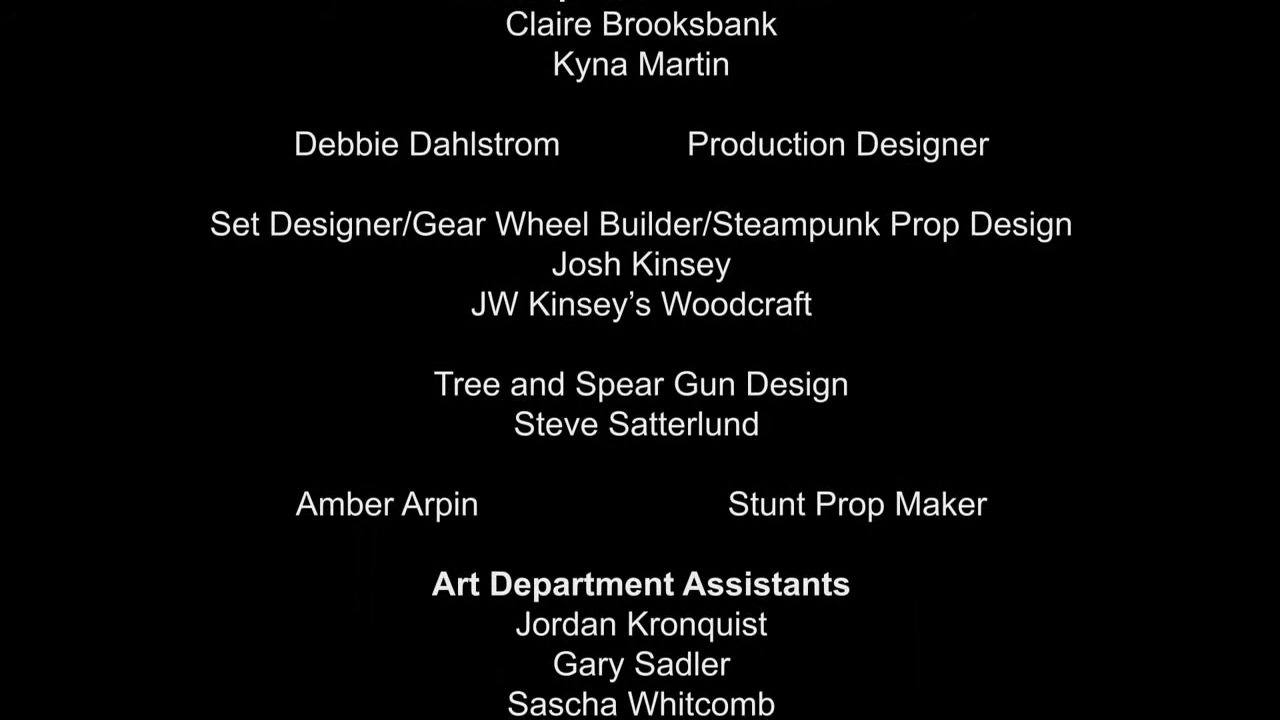 Claire Brooksbank
Kyna Martin
Debbie Dahlstrom Production Designer
Set Designer/Gear Wheel Builder/Steampunk Prop Design
Josh Kinsey
JW Kinsey’s Woodcraft
Tree and Spear Gun Design
Steve Satterlund
Amber Arpin Stunt Prop Maker
Art Department Assistants
Jordan Kronquist
Gary Sadler
Sascha Whitcomb